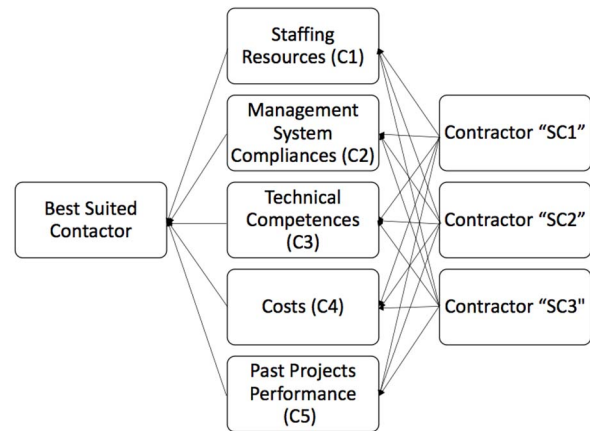 Best Suited
Contactor
Staffing
Resources (C1)
Management
System
Compliances (C2)
Technical
Competences
(C3)
Costs (C4)
Past Projects
Performance
(C5)
Contractor “SC1”
Contractor “SC2”
Contractor “SC3"